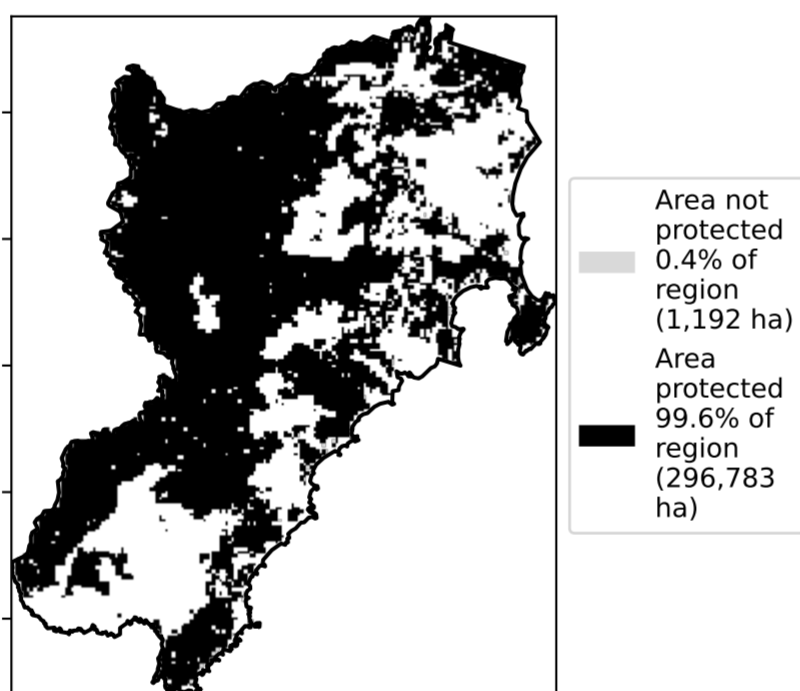 Area not
protected
0.4% of
region
(1,192 ha)
Area
protected
99.6% of
region
(296,783
ha)